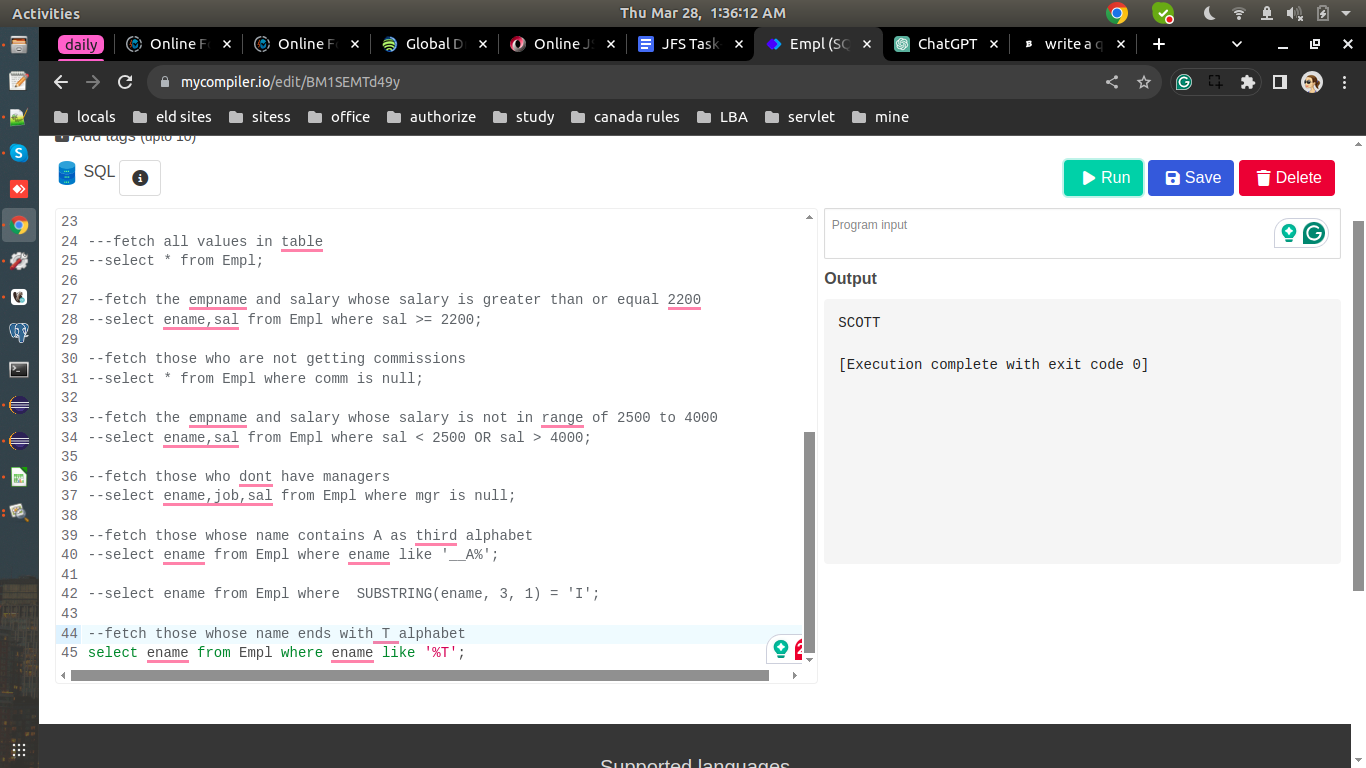 Activities
Thu Mar 28, 1:36:12 AM
daily
Online Fo
Online Fo
Global D
Online JS
JFS Task
Empl (SQ
ChatGPT
write a q
mycompiler.io/edit/BM1SEMTd49y
locals
eld sites
sitess
office
authorize
study
canada rules
LBA
servlet
mine
Add tags (upto 10)
SQL
Run
Save
Delete
23
24 ---fetch all values in table
25 --select * from Empl;
26
27 --fetch the empname and salary whose salary is greater than or equal 2200
28 --select ename,sal from Empl where sal >= 2200;
29
30 --fetch those who are not getting commissions
31 --select * from Empl where comm is null;
32
33 --fetch the empname and salary whose salary is not in range of 2500 to 4000
34 --select ename,sal from Empl where sal < 2500 OR sal > 4000;
35
36 --fetch those who dont have managers
37 --select ename,job,sal from Empl where mgr is null;
38
39 --fetch those whose name contains A as third alphabet
40 --select ename from Empl where ename like '__A%';
41
42 --select ename from Empl where  SUBSTRING(ename, 3, 1) = 'I';
43
44 --fetch those whose name ends with T alphabet
45 select ename from Empl where ename like '%T';
Program input
Output
SCOTT
[Execution complete with exit code 0]
Supported languages